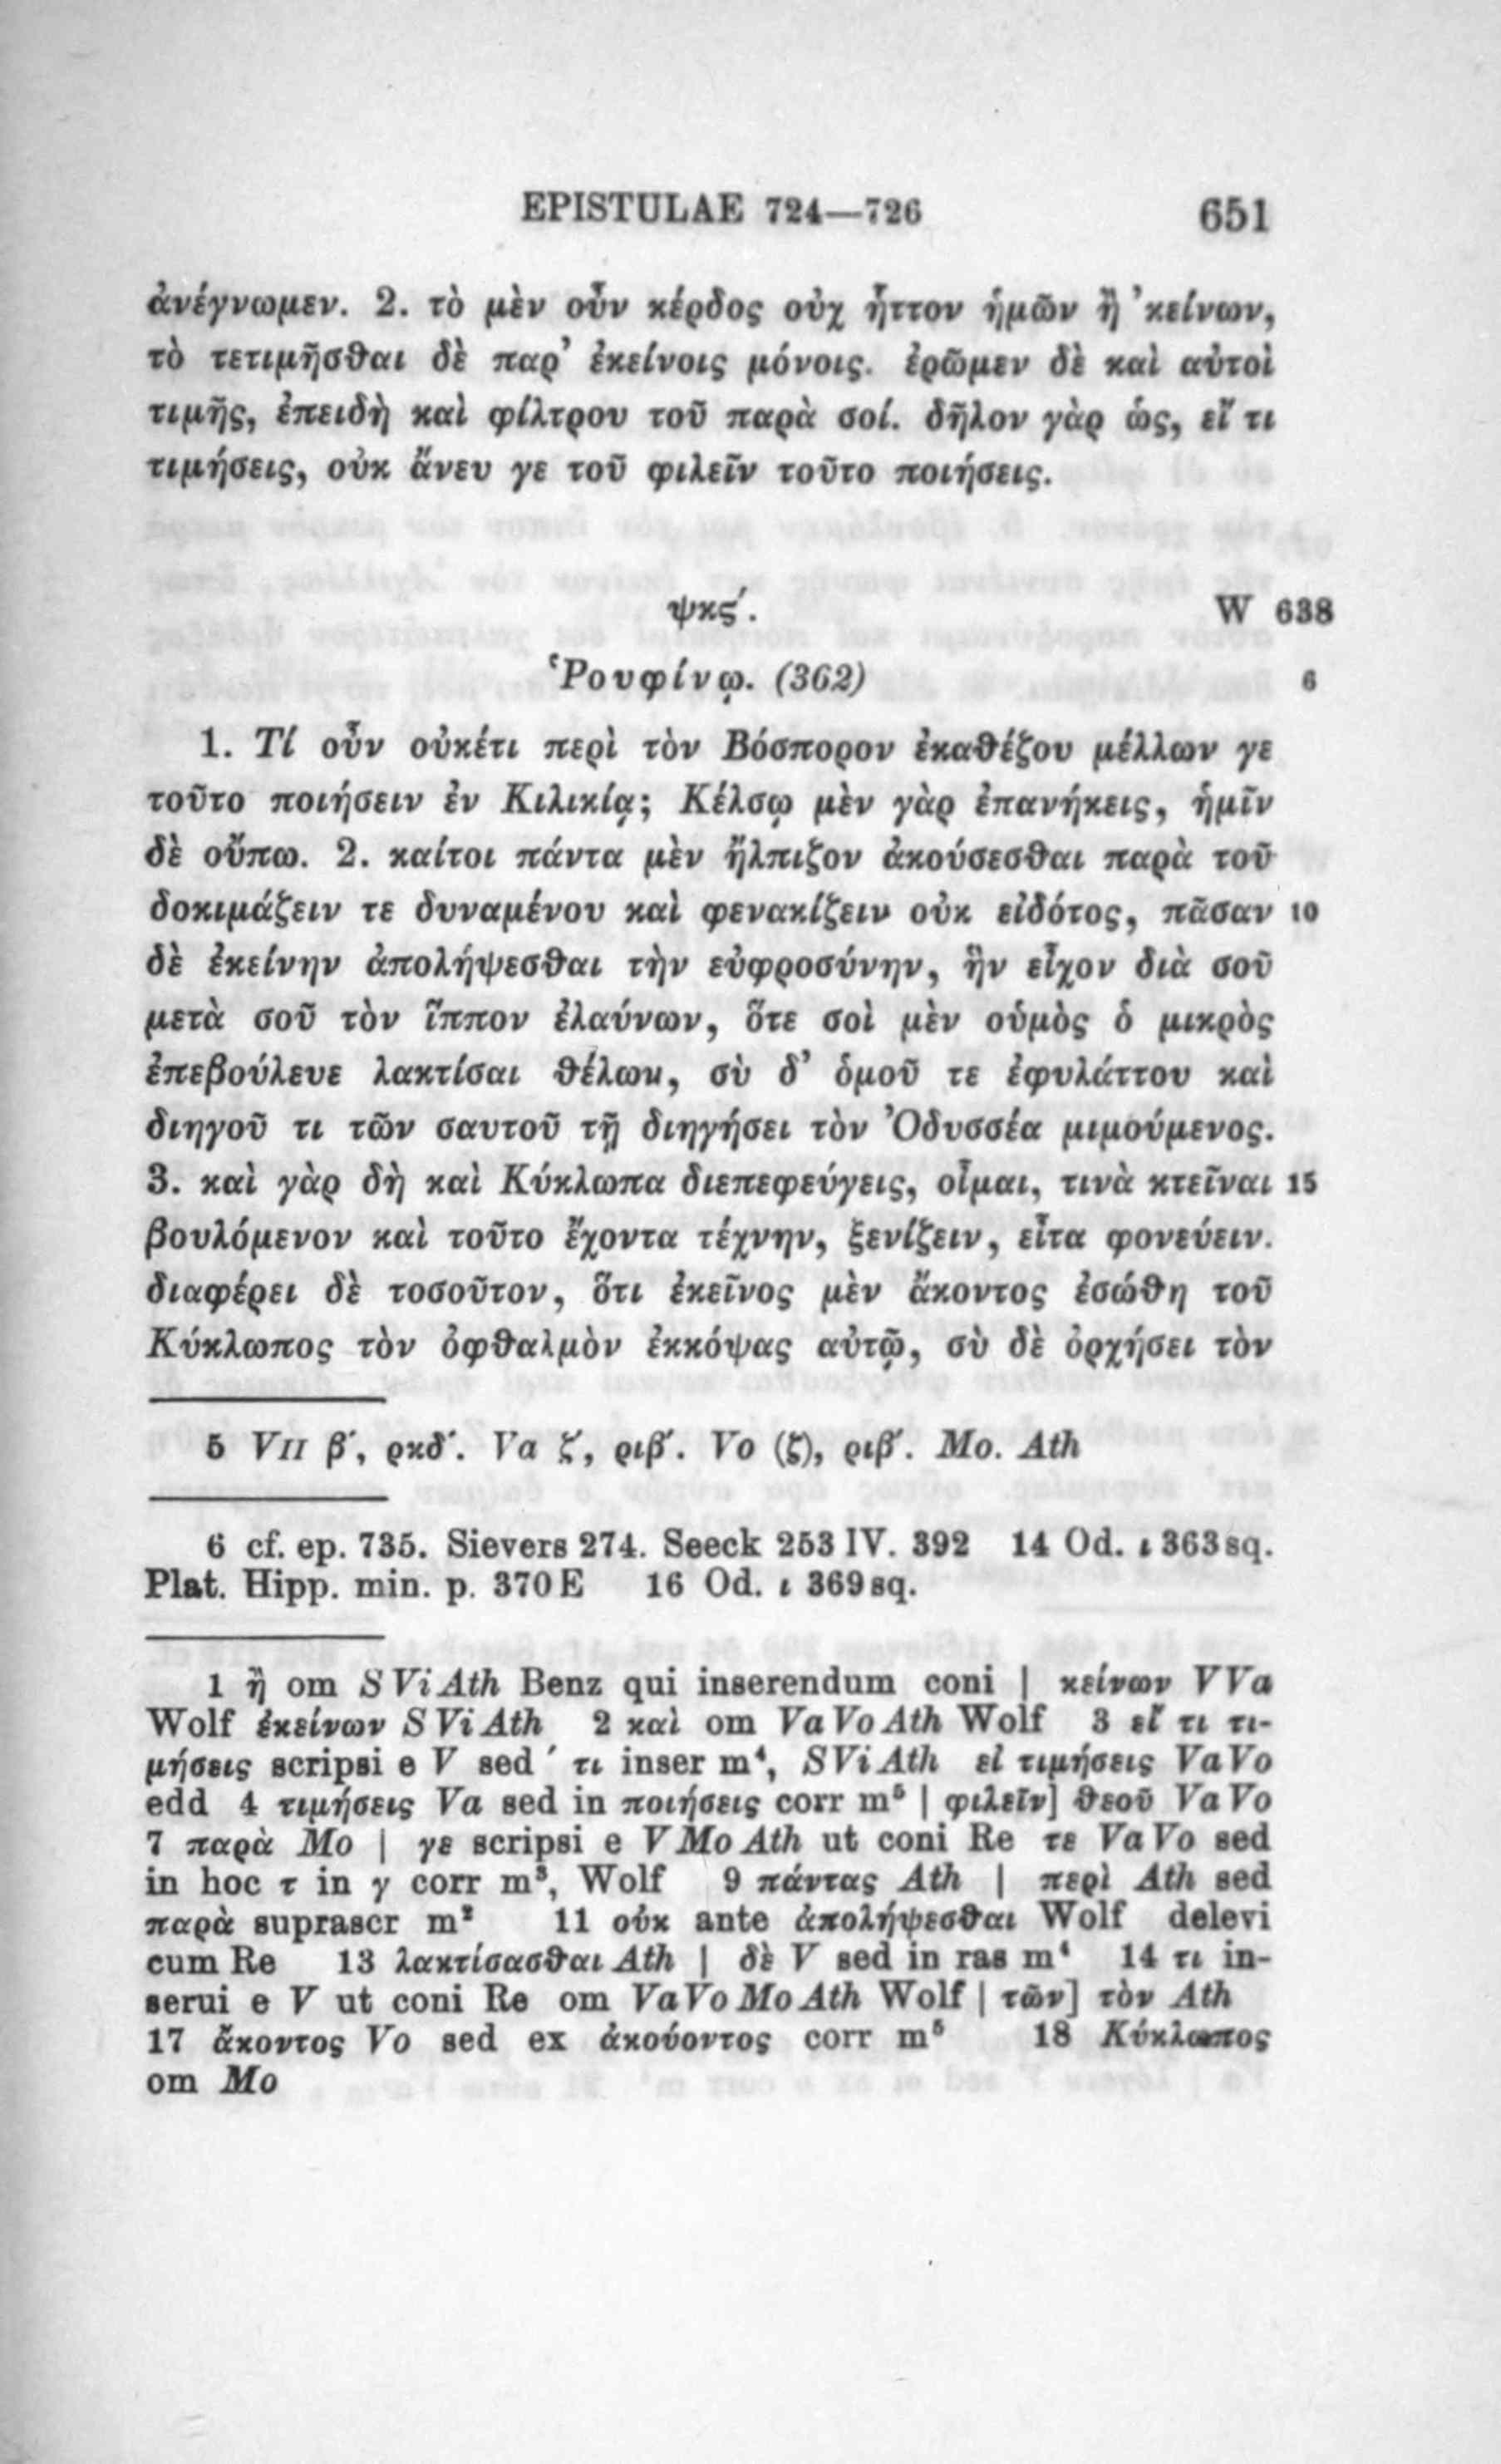 EPISTULAE 724—726 651
ἀνέγνωμεν. 2. τὸ μὲν οὖν κέρδος οὐχ ἧττον ἡμῶν ἢ ᾿κείνων,
τὸ τετιμῆσθαι δὲ παρ᾽ ἐκείνοις μόνοις. ἐρῶμεν δὲ καὶ αὐτοὶ
τιμῆς, ἐπειδὴ καὶ φίλτρου τοῦ παρὰ σοί. δῆλον γὰρ ὡς, εἴ τι
τιμήσεις, οὐκ ἄνευ γε τοῦ φιλεῖν τοῦτο ποιήσεις.
ψκς΄. W 638
Ῥουφίνῳ. (362) 6
1. Τί οὖν οὐκέτι περὶ τὸν Βόσπορον ἐκαθέζου μέλλων γε
τοῦτο ποιήσειν ἐν Κιλικίᾳ; Κέλσῳ μὲν γὰρ ἐπανήκεις, ἡμῖν
δὲ οὔπω. 2. καίτοι πάντα μὲν ἤλπιζον ἀκούσεσθαι παρὰ τοῦ
δοκιμάζειν τε δυναμένου καὶ φενακίζειν οὐκ εἰδότος, πᾶσαν 10
δὲ ἐκείνην ἀπολήψεσθαι τὴν εὐφροσύνην, ἣν εἶχον διὰ σοῦ
μετὰ σοῦ τὸν ἵππον ἐλαύνων, ὅτε σοὶ μὲν οὑμὸς ὁ μικρὸς
ἐπεβούλευε λακτίσαι θέλων, σὺ δ᾽ ὁμοῦ τε ἐφυλάττου καὶ
διηγοῦ τι τῶν σαυτοῦ τῇ διηγήσει τὸν Ὀδυσσέα μιμούμενος.
3. καὶ γὰρ δὴ καὶ Κύκλωπα διεπεφεύγεις, οἶμαι, τινὰ κτεῖναι 15
βουλόμενον καὶ τοῦτο ἔχοντα τέχνην, ξενίζειν, εἶτα φονεύειν.
διαφέρει δὲ τοσοῦτον, ὅτι ἐκεῖνος μὲν ἄκοντος ἐσώθη τοῦ
Κύκλωπος τὸν ὀφθαλμὸν ἐκκόψας αὐτῷ, σὺ δὲ ὀρχήσει τὸν
5 VII β΄, ρκδ΄. Va ζ΄, ριβ΄. Vo (ζ), ριβ΄. Mo. Ath
6 cf. ep. 735. Sievers 274. Seeck 253 IV. 392 14 Od. ι 363 sq.
Plat. Hipp. min. p. 370 E 16 Od. ι 369 sq.
1 ἢ om S Vi Ath Benz qui inserendum coni | κείνων V Va
Wolf ἐκείνων S Vi Ath 2 καὶ om Va Vo Ath Wolf 3 εἴ τι τι-
μήσεις scripsi e V sed ΄ τι inser m⁴, S Vi Ath εἰ τιμήσεις Va Vo
edd 4 τιμήσεις Va sed in ποιήσεις corr m⁵ | φιλεῖν] θεοῦ Va Vo
7 παρὰ Mo | γε scripsi e V Mo Ath ut coni Re τε Va Vo sed
in hoc τ in γ corr m³, Wolf 9 πάντας Ath | περὶ Ath sed
παρὰ suprascr m² 11 οὐκ ante ἀπολήψεσθαι Wolf delevi
cum Re 13 λακτίσασθαι Ath | δὲ V sed in ras m⁴ 14 τι in-
serui e V ut coni Re om Va Vo Mo Ath Wolf | τῶν] τὸν Ath
17 ἄκοντος Vo sed ex ἀκούοντος corr m⁵ 18 Κύκλωπος
om Mo